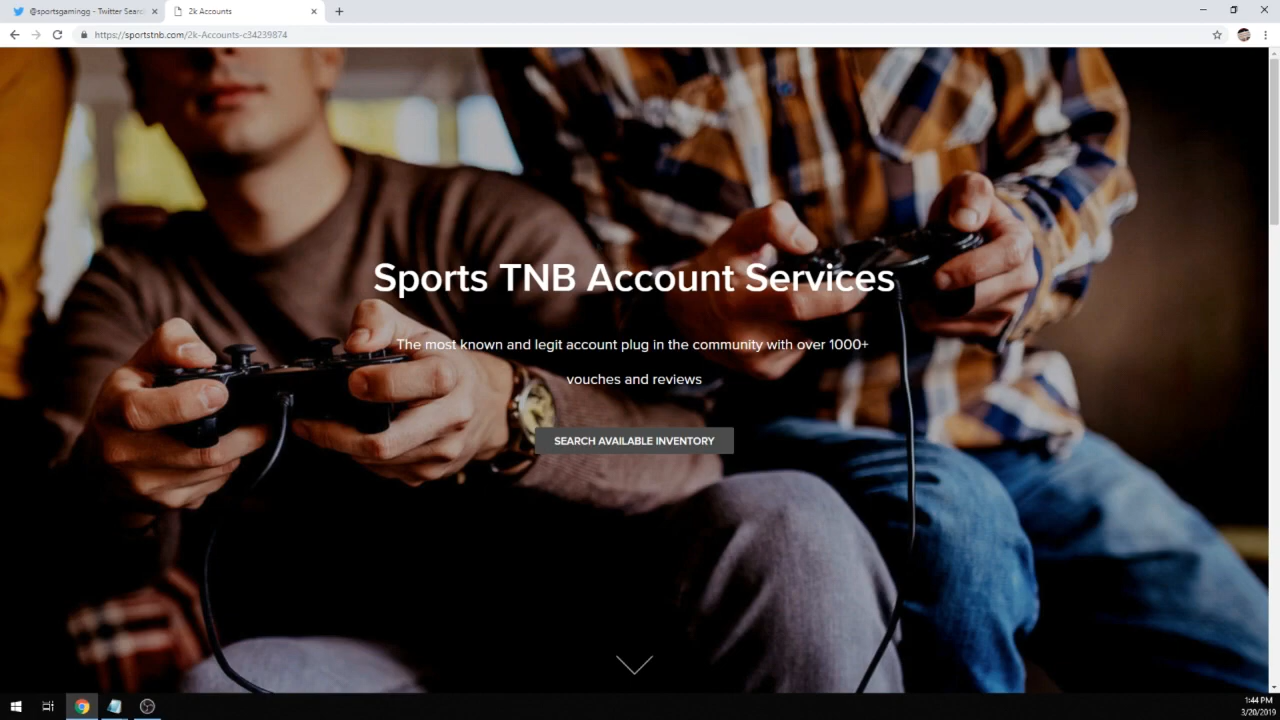 @sportsgamingg - Twitter Searc
2k Accounts
https://sportstnb.com/2k-Accounts-c34239874
Sports TNB Account Services
The most known and legit account plug in the community with over 1000+
vouches and reviews
SEARCH AVAILABLE INVENTORY
1:44 PM
3/20/2019